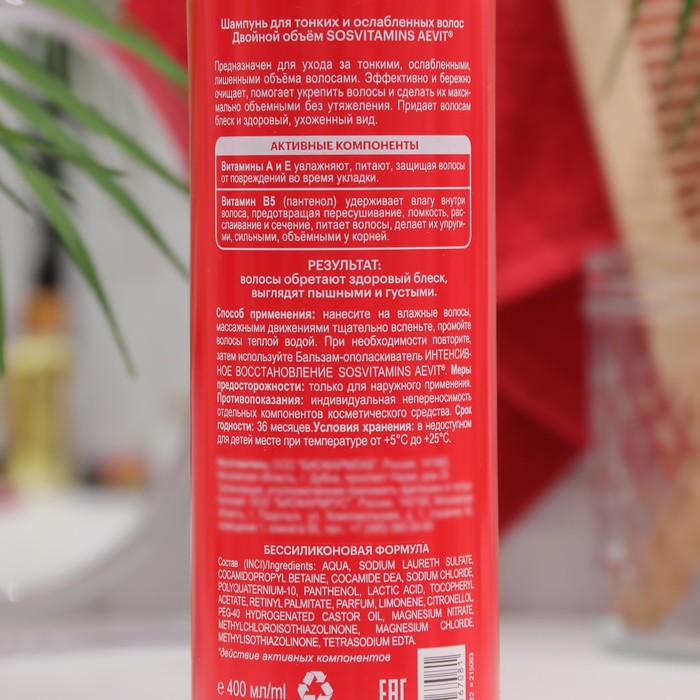 Шампунь для тонких и ослабленных волос
Двойной объём SOSVITAMINS AEVIT®
Предназначен для ухода за тонкими, ослабленными,
лишенными объёма волосами. Эффективно и бережно
очищает, помогает укрепить волосы и сделать их макси-
мально объемными без утяжеления. Придает волосам
блеск и здоровый, ухоженный вид.
АКТИВНЫЕ КОМПОНЕНТЫ
Витамины А и Е увлажняют, питают, защищая волосы
от повреждений во время укладки.
Витамин В5 (пантенол) удерживает влагу внутри
волоса, предотвращая пересушивание, ломкость, рас-
слаивание и сечение, питает волосы, делает их упруги-
ми, сильными, объёмными у корней.
РЕЗУЛЬТАТ:
волосы обретают здоровый блеск,
выглядят пышными и густыми.
Способ применения: нанесите на влажные волосы,
массажными движениями тщательно вспеньте, промойте
волосы теплой водой. При необходимости повторите,
затем используйте Бальзам-ополаскиватель ИНТЕНСИВ-
НОЕ ВОССТАНОВЛЕНИЕ SOSVITAMINS AEVIT®. Меры
предосторожности: только для наружного применения.
Противопоказания: индивидуальная непереносимость
отдельных компонентов косметического средства. Срок
годности: 36 месяцев. Условия хранения: в недоступном
для детей месте при температуре от +5°С до +25°С.
БЕССИЛИКОНОВАЯ ФОРМУЛА
Состав (INCI)/Ingredients: AQUA, SODIUM LAURETH SULFATE,
COCAMIDOPROPYL BETAINE, COCAMIDE DEA, SODIUM CHLORIDE,
POLYQUATERNIUM-10, PANTHENOL, LACTIC ACID, TOCOPHERYL
ACETATE, RETINYL PALMITATE, PARFUM, LIMONENE, CITRONELLOL,
PEG-40 HYDROGENATED CASTOR OIL, MAGNESIUM NITRATE,
METHYLCHLOROISOTHIAZOLINONE, MAGNESIUM CHLORIDE,
METHYLISOTHIAZOLINONE, TETRASODIUM EDTA.
*действие активных компонентов
℮ 400 мл/ml
EAC